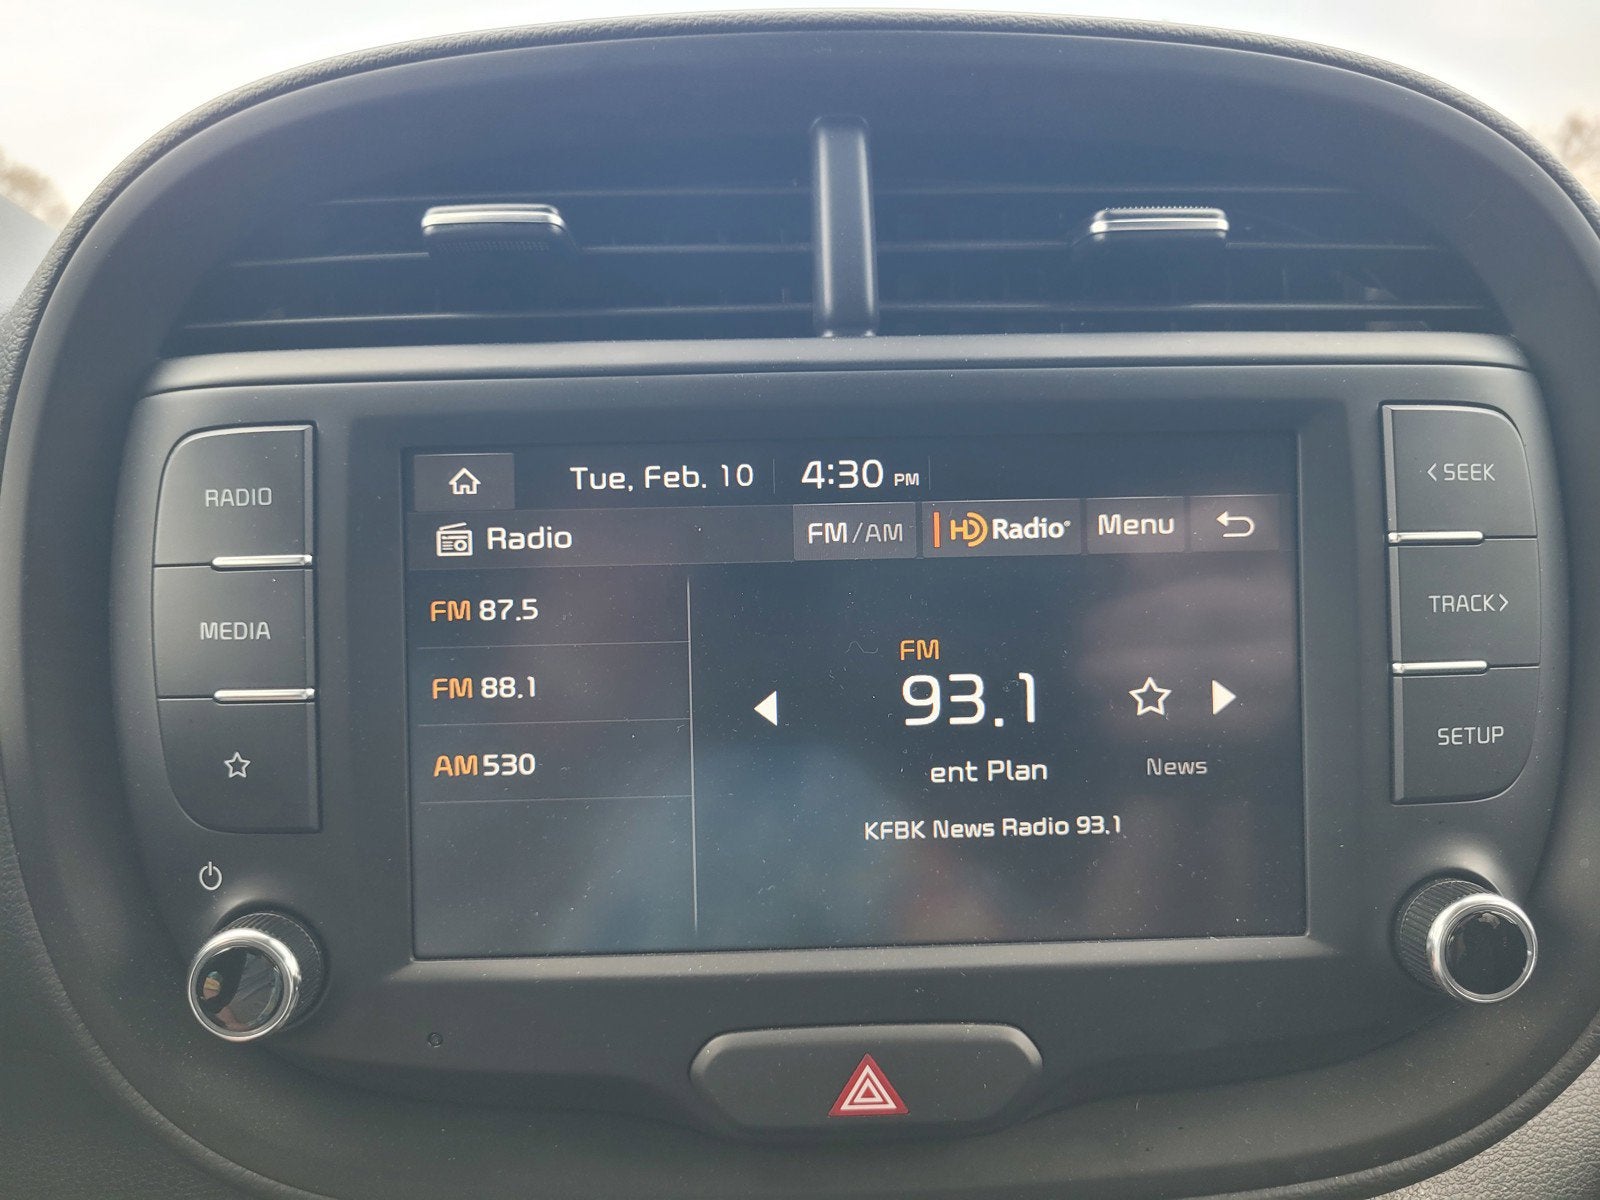 Tue, Feb. 10 4:30 PM
Radio FM/AM HD Radio® Menu
FM 87.5
FM 88.1
AM 530
FM
93.1
ent Plan
News
KFBK News Radio 93.1
RADIO
MEDIA
< SEEK
TRACK >
SETUP